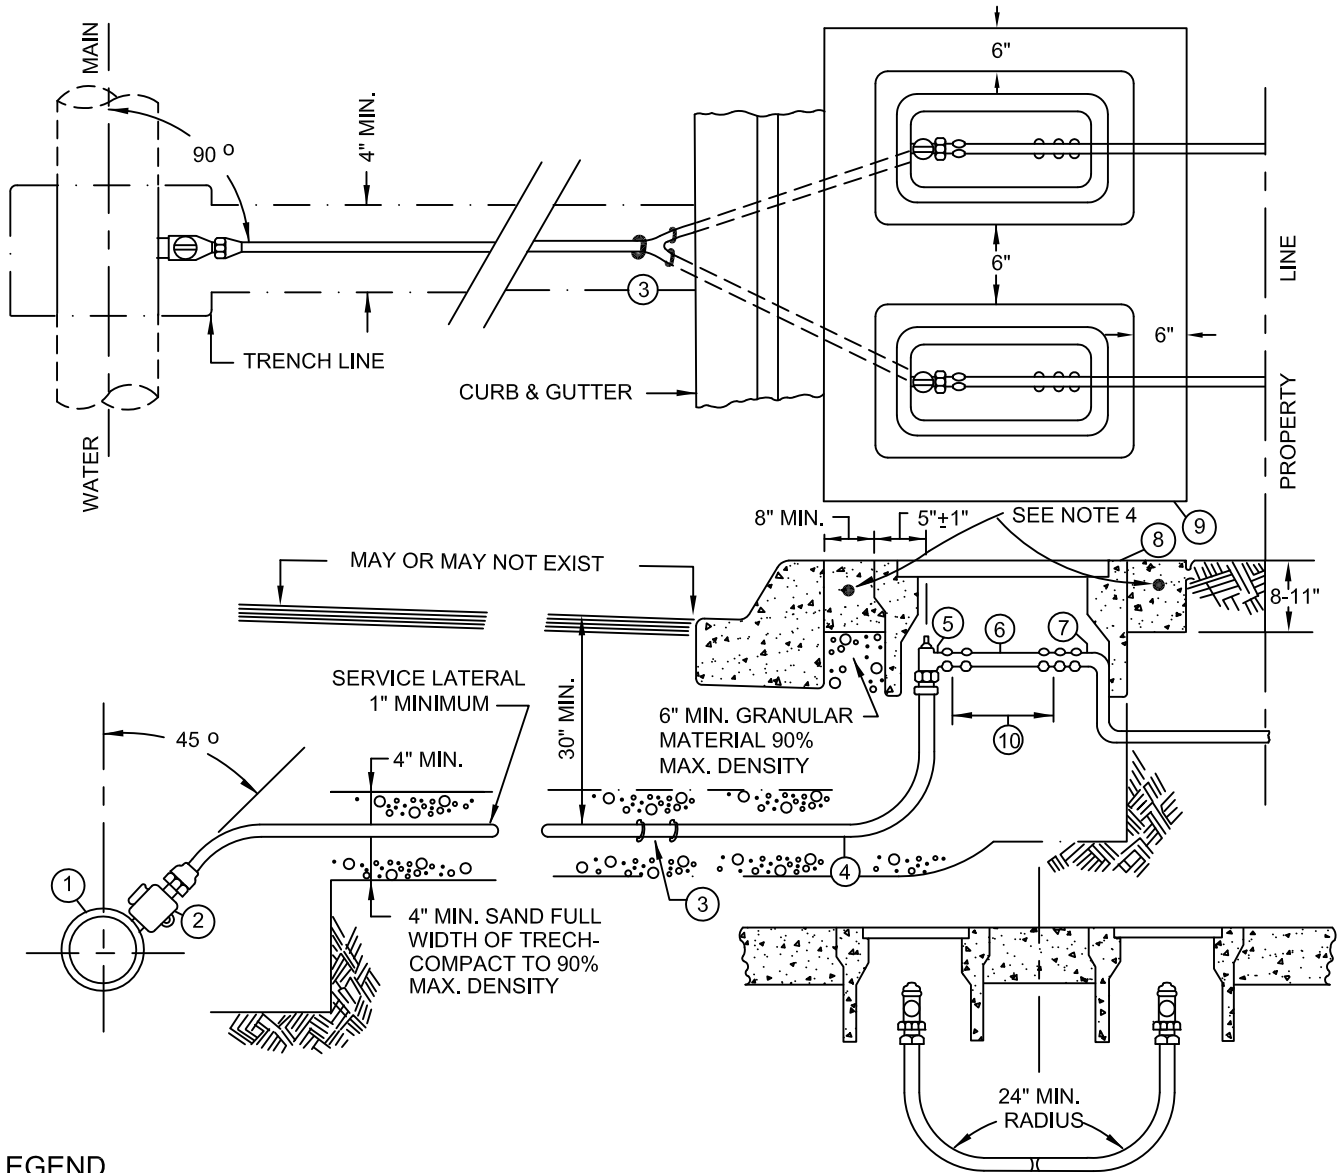 MAIN
90 o
4" MIN.
6"
3
6"
6"
LINE
TRENCH LINE
CURB & GUTTER
PROPERTY
WATER
8" MIN.
5"±1"
SEE NOTE 4
9
8
MAY OR MAY NOT EXIST
8-11"
5
6
7
SERVICE LATERAL
1" MINIMUM
30" MIN.
6" MIN. GRANULAR
MATERIAL 90%
MAX. DENSITY
10
45 o
4" MIN.
1
2
3
4
4" MIN. SAND FULL
WIDTH OF TRECH-
COMPACT TO 90%
MAX. DENSITY
24" MIN.
RADIUS
EGEND